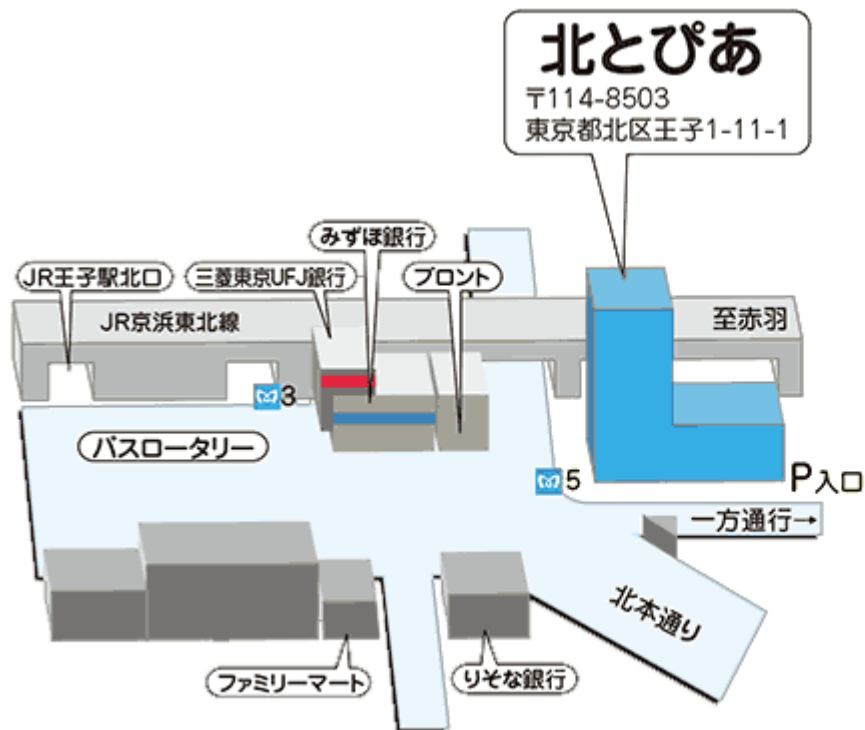 北とぴあ
〒114-8503
東京都北区王子1-11-1
みずほ銀行
JR王子駅北口
三菱東京UFJ銀行
プロント
JR京浜東北線
至赤羽
3
バスロータリー
5
P入口
一方通行→
北本通り
ファミリーマート
りそな銀行